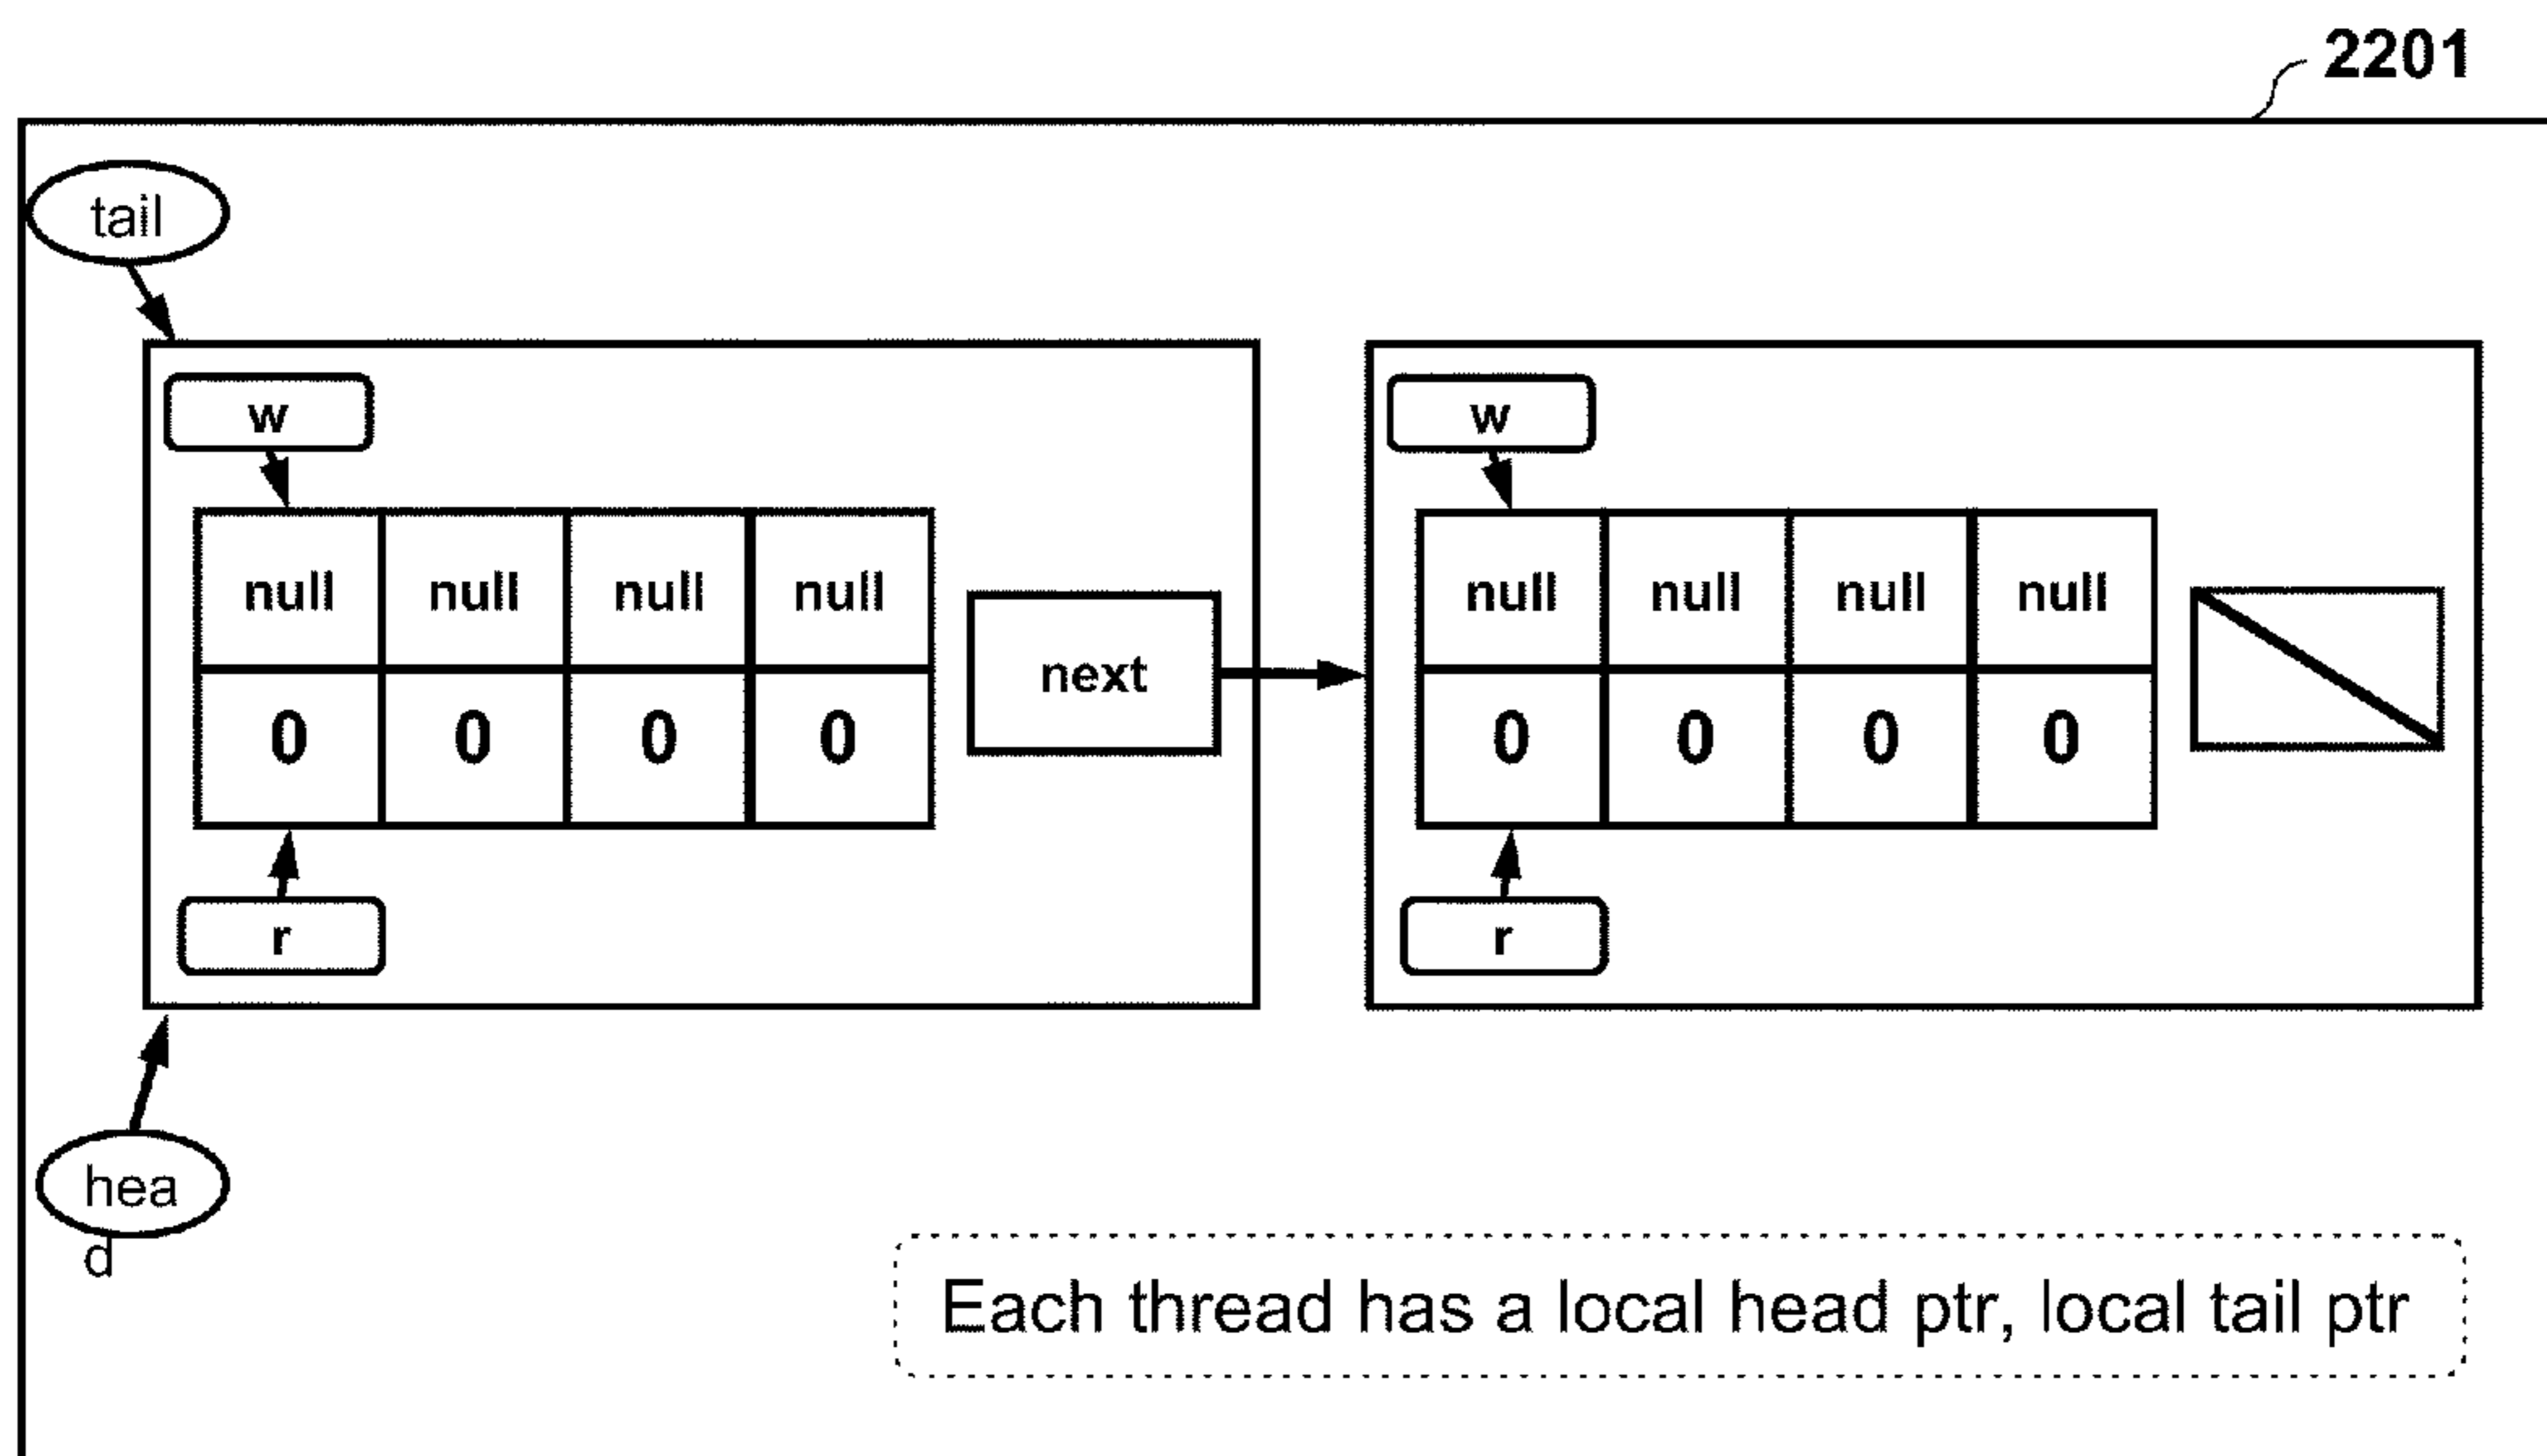 2201
tail
w
w
null null null null
null null null null
next
0 0 0 0
0 0 0 0
r
r
hea
d
Each thread has a local head ptr, local tail ptr